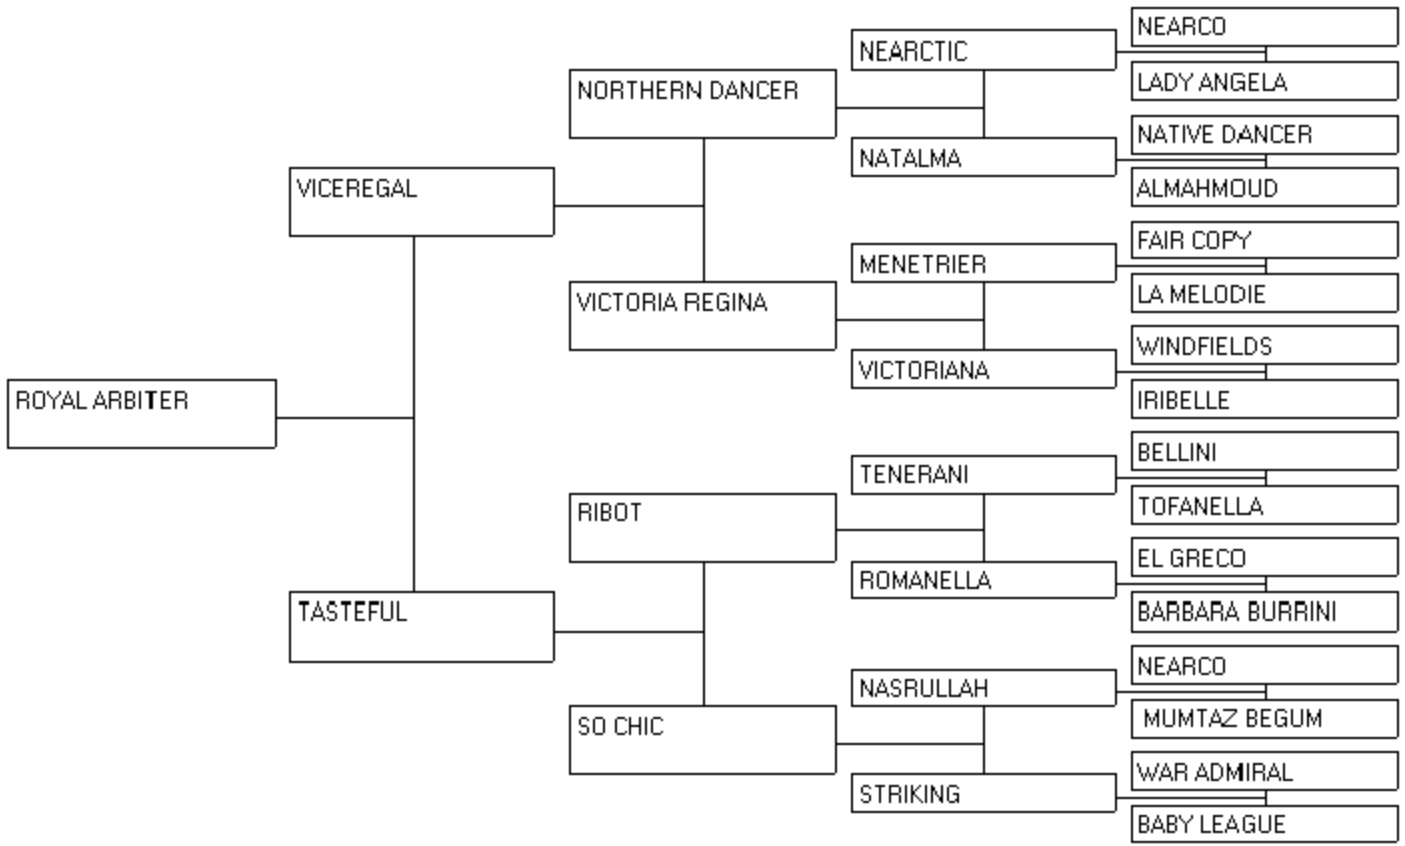 NEARCO
NEARCTIC
LADY ANGELA
NORTHERN DANCER
NATIVE DANCER
NATALMA
ALMAHMOUD
VICEREGAL
FAIR COPY
MENETRIER
LA MELODIE
VICTORIA REGINA
WINDFIELDS
VICTORIANA
IRIBELLE
ROYAL ARBITER
BELLINI
TENERANI
TOFANELLA
RIBOT
EL GRECO
ROMANELLA
BARBARA BURRINI
TASTEFUL
NEARCO
NASRULLAH
MUMTAZ BEGUM
SO CHIC
WAR ADMIRAL
STRIKING
BABY LEAGUE